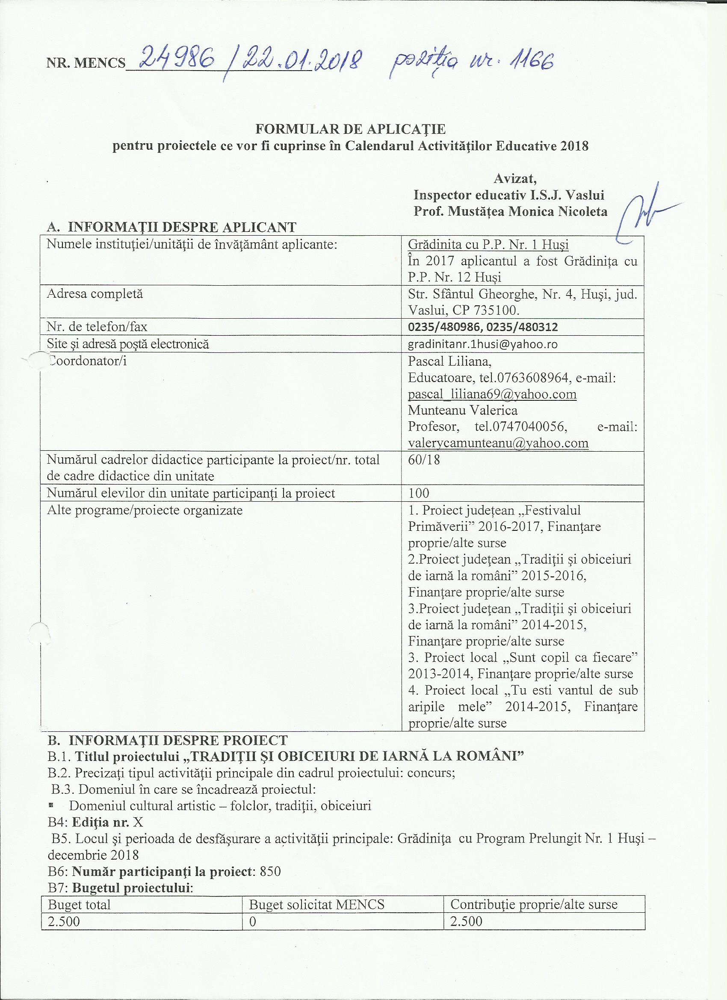 NR. MENCS 24986 / 22.01.2018 poziția nr. 1166
FORMULAR DE APLICAŢIE
pentru proiectele ce vor fi cuprinse în Calendarul Activităţilor Educative 2018
Avizat,
Inspector educativ I.S.J. Vaslui
Prof. Mustățea Monica Nicoleta
A. INFORMAŢII DESPRE APLICANT
Numele instituţiei/unităţii de învăţământ aplicante:
Grădinita cu P.P. Nr. 1 Huşi
În 2017 aplicantul a fost Grădinița cu
P.P. Nr. 12 Huși
Adresa completă
Str. Sfântul Gheorghe, Nr. 4, Huşi, jud.
Vaslui, CP 735100.
Nr. de telefon/fax
0235/480986, 0235/480312
Site şi adresă poştă electronică
gradinitanr.1husi@yahoo.ro
Coordonator/i
Pascal Liliana,
Educatoare, tel.0763608964, e-mail:
pascal_liliana69@yahoo.com
Munteanu Valerica
Profesor, tel.0747040056, e-mail:
valerycamunteanu@yahoo.com
Numărul cadrelor didactice participante la proiect/nr. total
de cadre didactice din unitate
60/18
Numărul elevilor din unitate participanţi la proiect
100
Alte programe/proiecte organizate
1. Proiect județean „Festivalul
Primăverii” 2016-2017, Finanţare
proprie/alte surse
2.Proiect judeţean „Tradiţii şi obiceiuri
de iarnă la români” 2015-2016,
Finanţare proprie/alte surse
3.Proiect judeţean „Tradiţii şi obiceiuri
de iarnă la români” 2014-2015,
Finanţare proprie/alte surse
3. Proiect local „Sunt copil ca fiecare”
2013-2014, Finanţare proprie/alte surse
4. Proiect local „Tu esti vantul de sub
aripile mele” 2014-2015, Finanţare
proprie/alte surse
B. INFORMAŢII DESPRE PROIECT
B.1. Titlul proiectului „TRADIŢII ŞI OBICEIURI DE IARNĂ LA ROMÂNI”
B.2. Precizaţi tipul activităţii principale din cadrul proiectului: concurs;
B.3. Domeniul în care se încadrează proiectul:
▪ Domeniul cultural artistic – folclor, tradiţii, obiceiuri
B4: Ediţia nr. X
B5. Locul şi perioada de desfăşurare a activităţii principale: Grădiniţa cu Program Prelungit Nr. 1 Huşi –
decembrie 2018
B6: Număr participanţi la proiect: 850
B7: Bugetul proiectului:
Buget total
Buget solicitat MENCS
Contribuţie proprie/alte surse
2.500
0
2.500